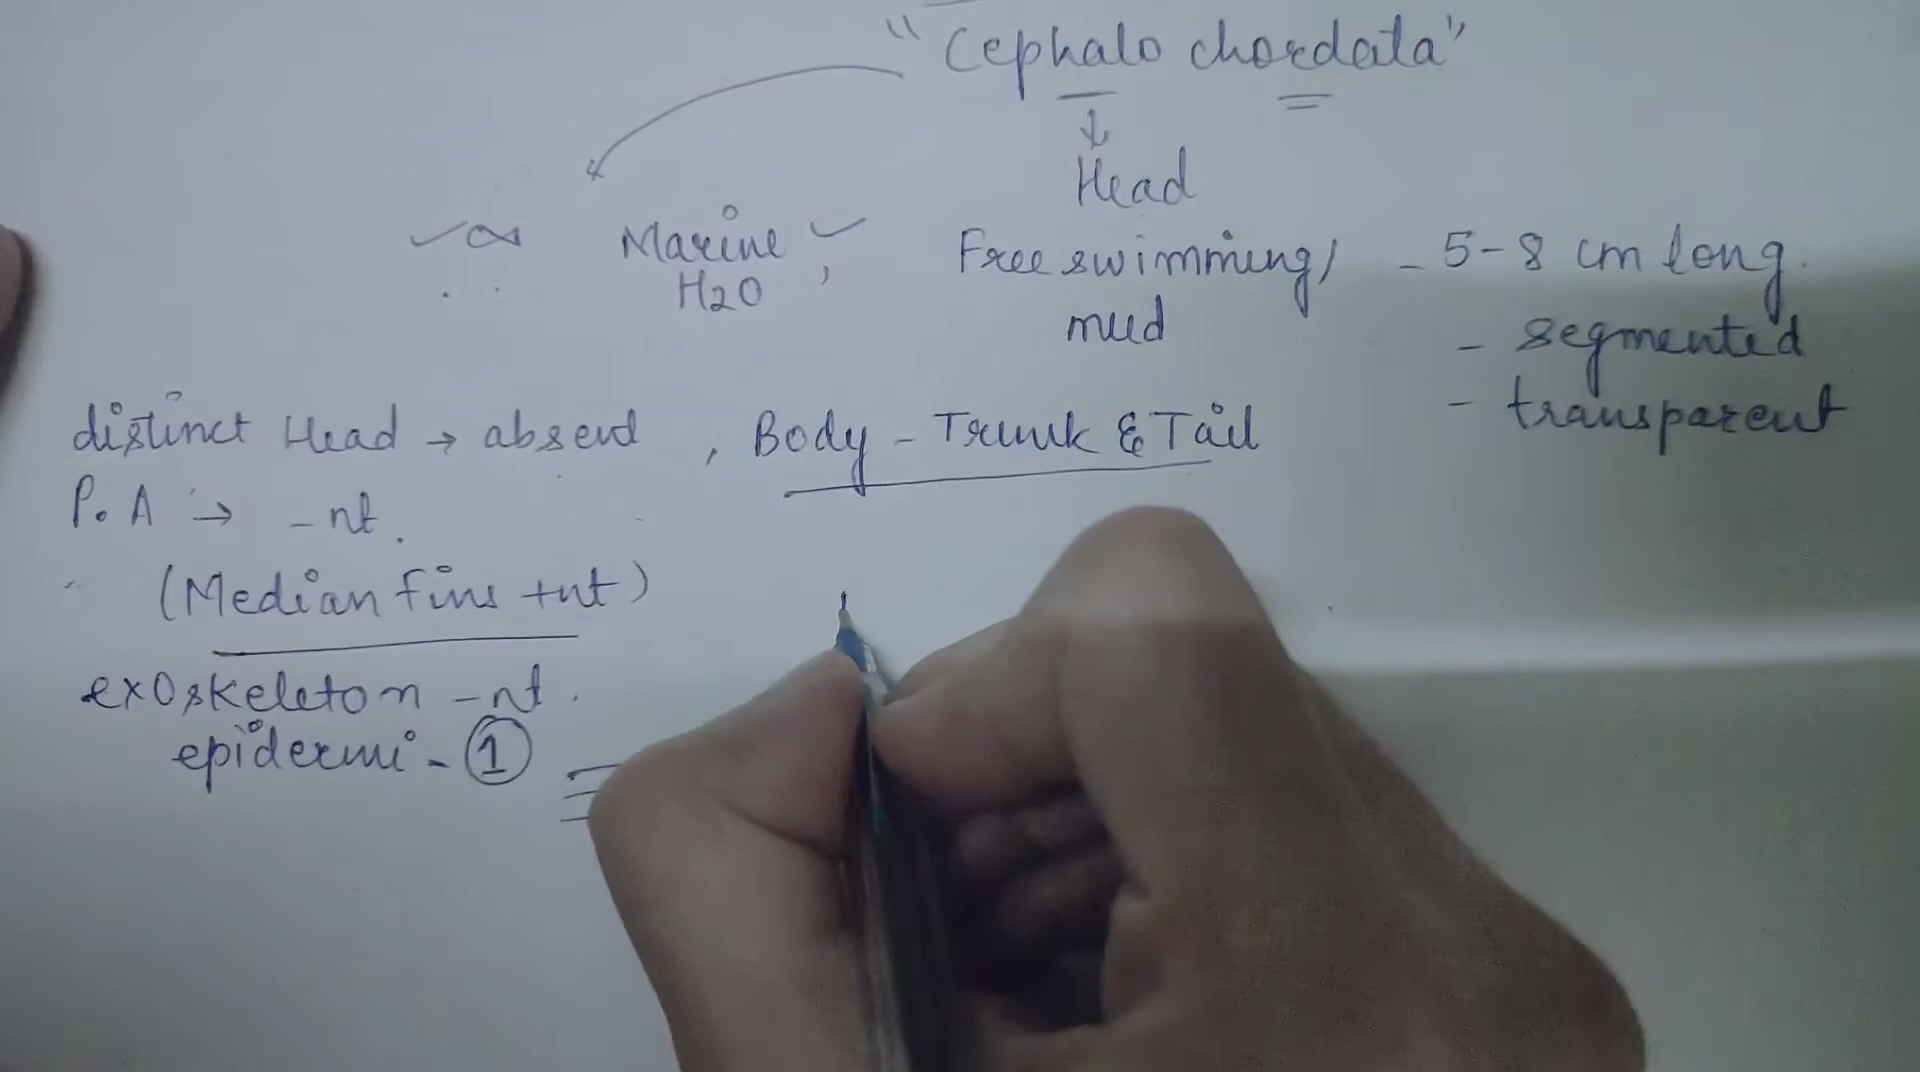 "Cephalo chordata"
↓
Head
Marine
H2O ,
Free swimming/
mud
- 5-8 cm long.
- segmented
- transparent
distinct Head → absend , Body - Trunk & Tail
P.A → -nt.
(Median fins +nt)
exoskeleton -nt.
epidermi - ①